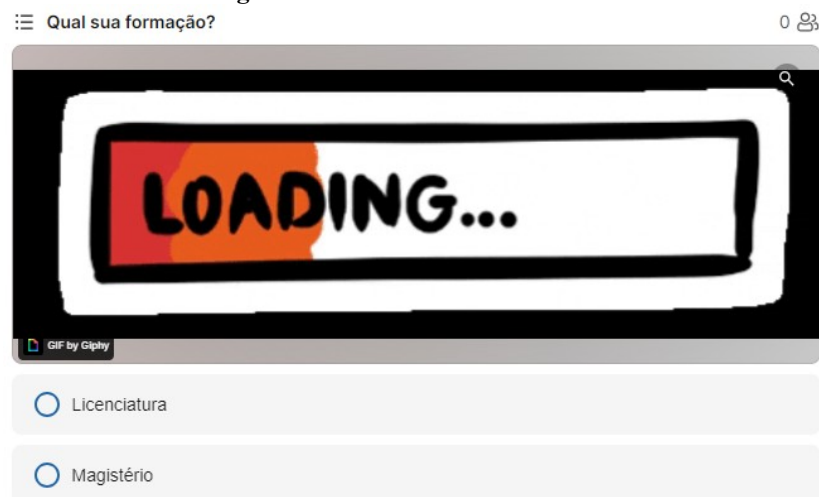 Qual sua formação?
0
LOADING...
GIF by Giphy
Licenciatura
Magistério